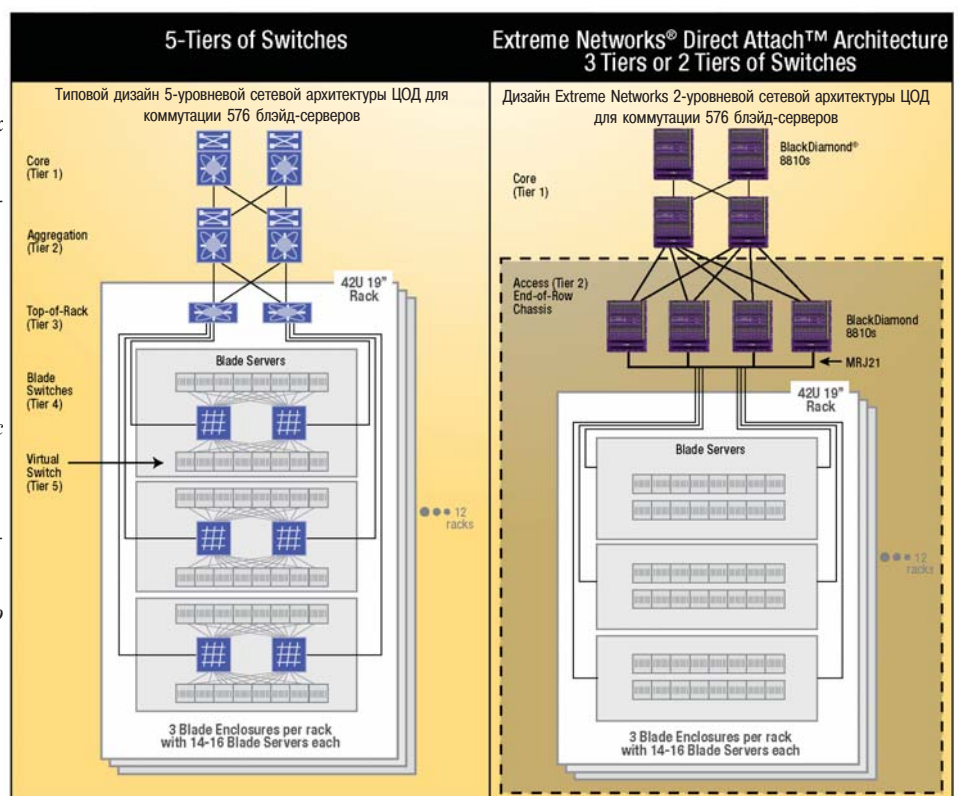 5-Tiers of Switches
Типовой дизайн 5-уровневой сетевой архитектуры ЦОД для
коммутации 576 блэйд-серверов
Core
(Tier 1)
Aggregation
(Tier 2)
42U 19"
Rack
Top-of-Rack
(Tier 3)
Blade Servers
Blade
Switches
(Tier 4)
Virtual
Switch
(Tier 5)
12
racks
3 Blade Enclosures per rack
with 14-16 Blade Servers each
Extreme Networks® Direct Attach™ Architecture
3 Tiers or 2 Tiers of Switches
Дизайн Extreme Networks 2-уровневой сетевой архитектуры ЦОД
для коммутации 576 блэйд-серверов
BlackDiamond®
8810s
Core
(Tier 1)
Access (Tier 2)
End-of-Row
Chassis
BlackDiamond
8810s
MRJ21
42U 19"
Rack
Blade Servers
12
racks
3 Blade Enclosures per rack
with 14-16 Blade Servers each